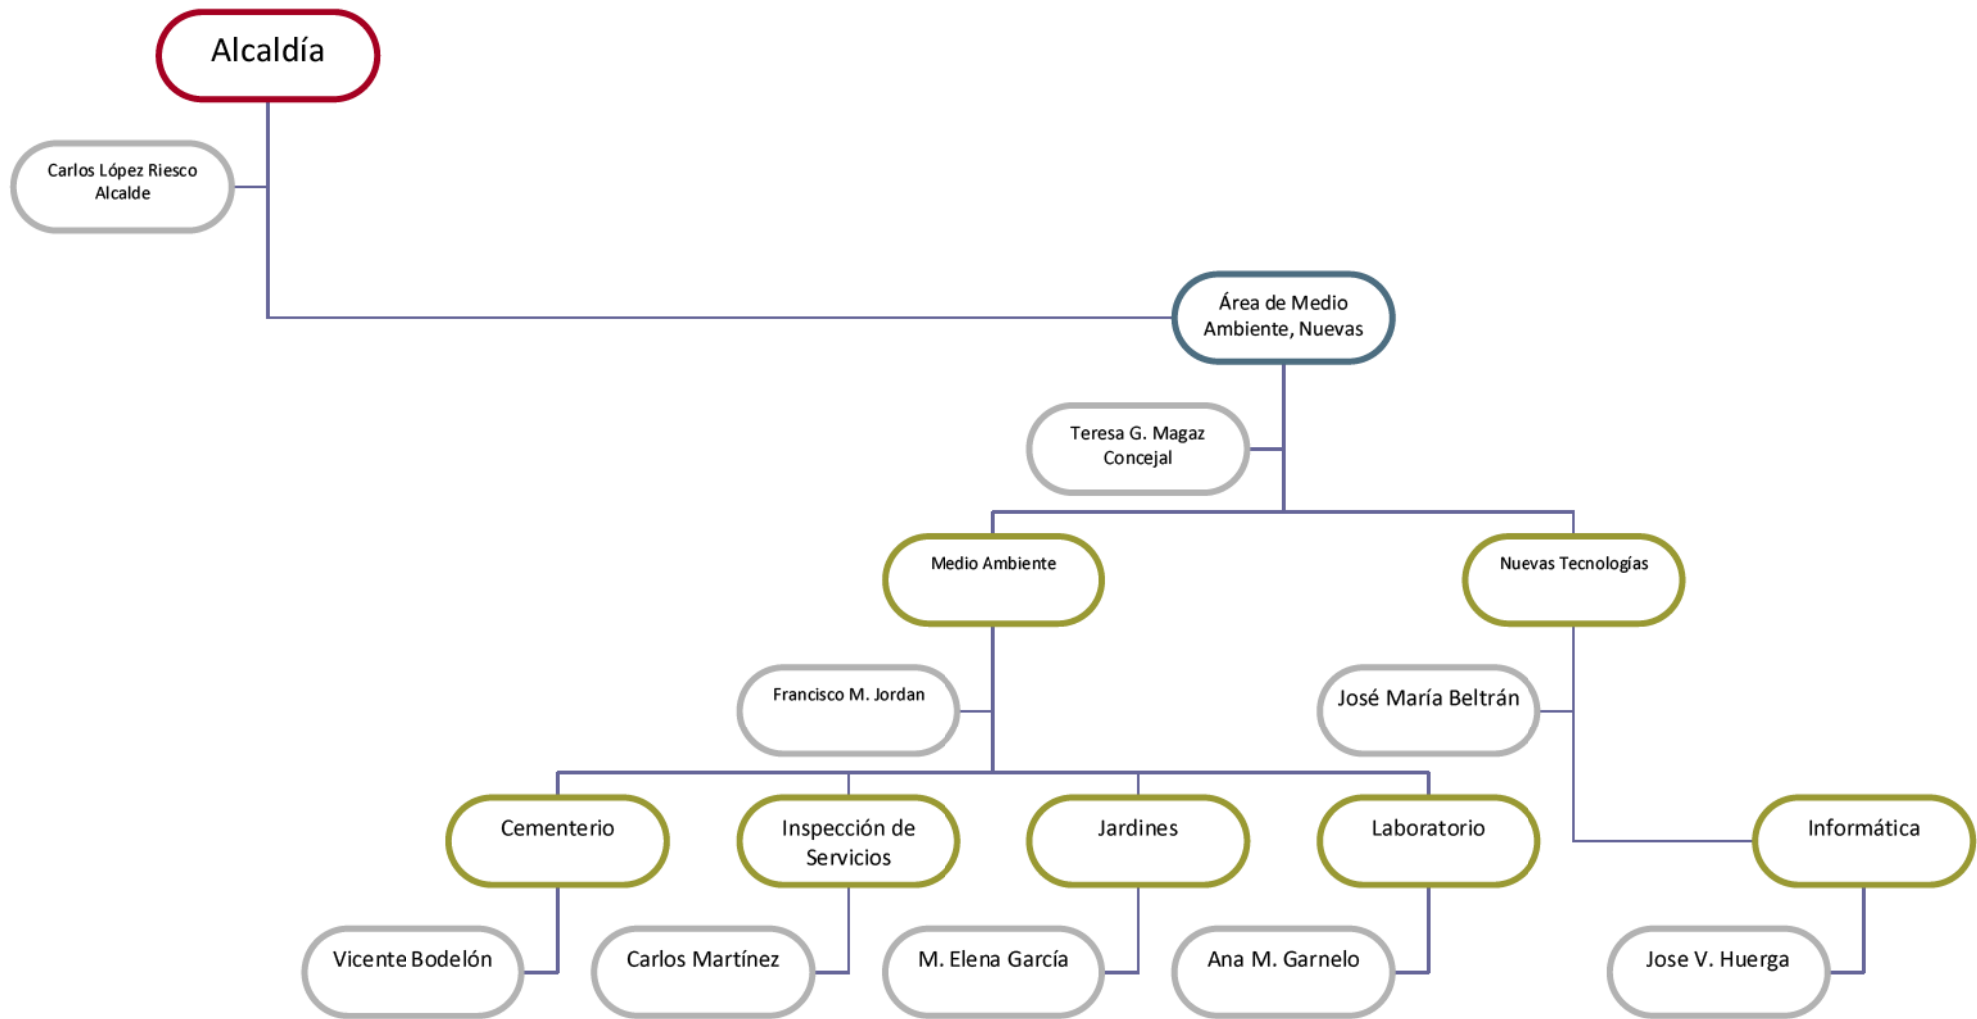 Alcaldía
Carlos López Riesco
Alcalde
Área de Medio
Ambiente, Nuevas
Teresa G. Magaz
Concejal
Medio Ambiente
Nuevas Tecnologías
Francisco M. Jordan
José María Beltrán
Cementerio
Inspección de
Servicios
Jardines
Laboratorio
Informática
Vicente Bodelón
Carlos Martínez
M. Elena García
Ana M. Garnelo
Jose V. Huerga